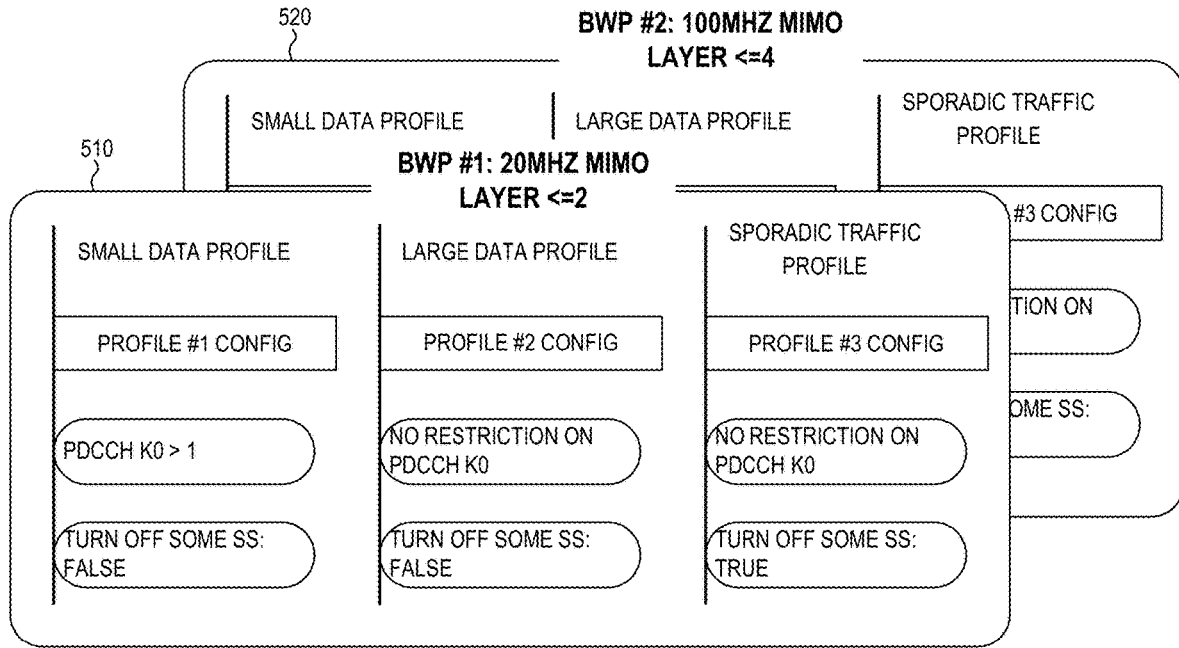 520
BWP #2: 100MHZ MIMO
LAYER <=4
SMALL DATA PROFILE
LARGE DATA PROFILE
SPORADIC TRAFFIC
PROFILE
#3 CONFIG
TION ON
OME SS:
510
BWP #1: 20MHZ MIMO
LAYER <=2
SMALL DATA PROFILE
LARGE DATA PROFILE
SPORADIC TRAFFIC
PROFILE
PROFILE #1 CONFIG
PROFILE #2 CONFIG
PROFILE #3 CONFIG
PDCCH K0 > 1
NO RESTRICTION ON
PDCCH K0
NO RESTRICTION ON
PDCCH K0
TURN OFF SOME SS:
FALSE
TURN OFF SOME SS:
FALSE
TURN OFF SOME SS:
TRUE